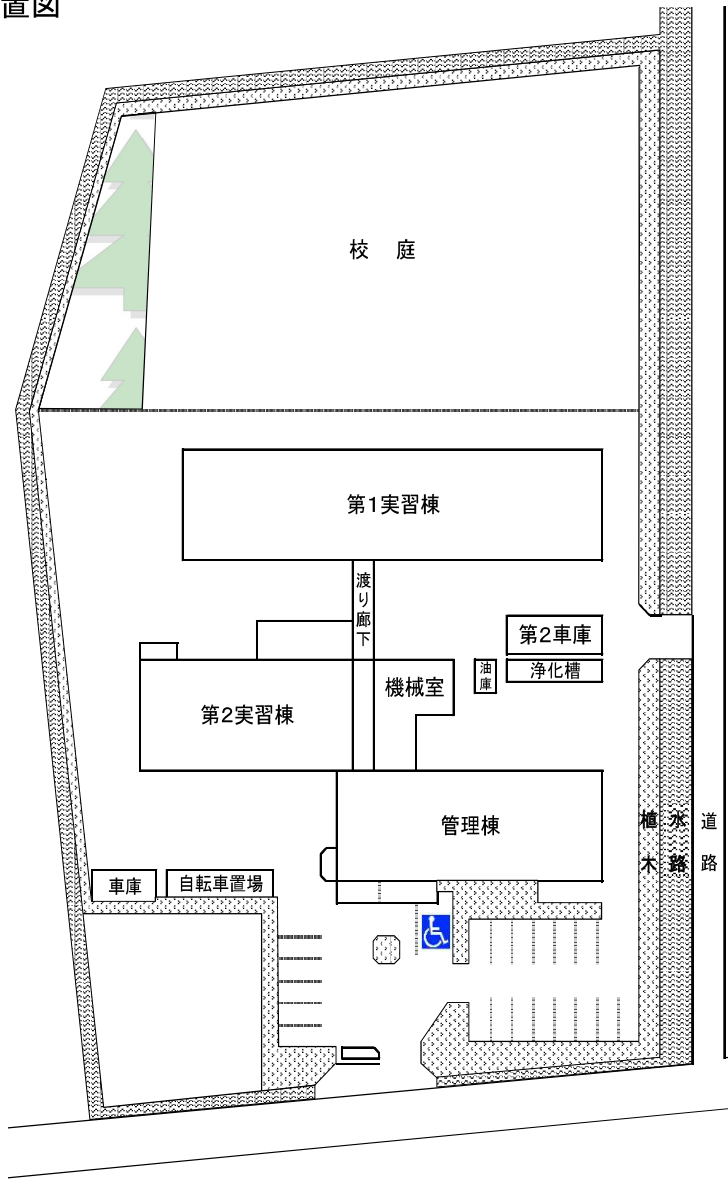 置図
校 庭
第1実習棟
渡り廊下
第2車庫
油庫
浄化槽
機械室
第2実習棟
管理棟
植木
水路
道路
車庫
自転車置場